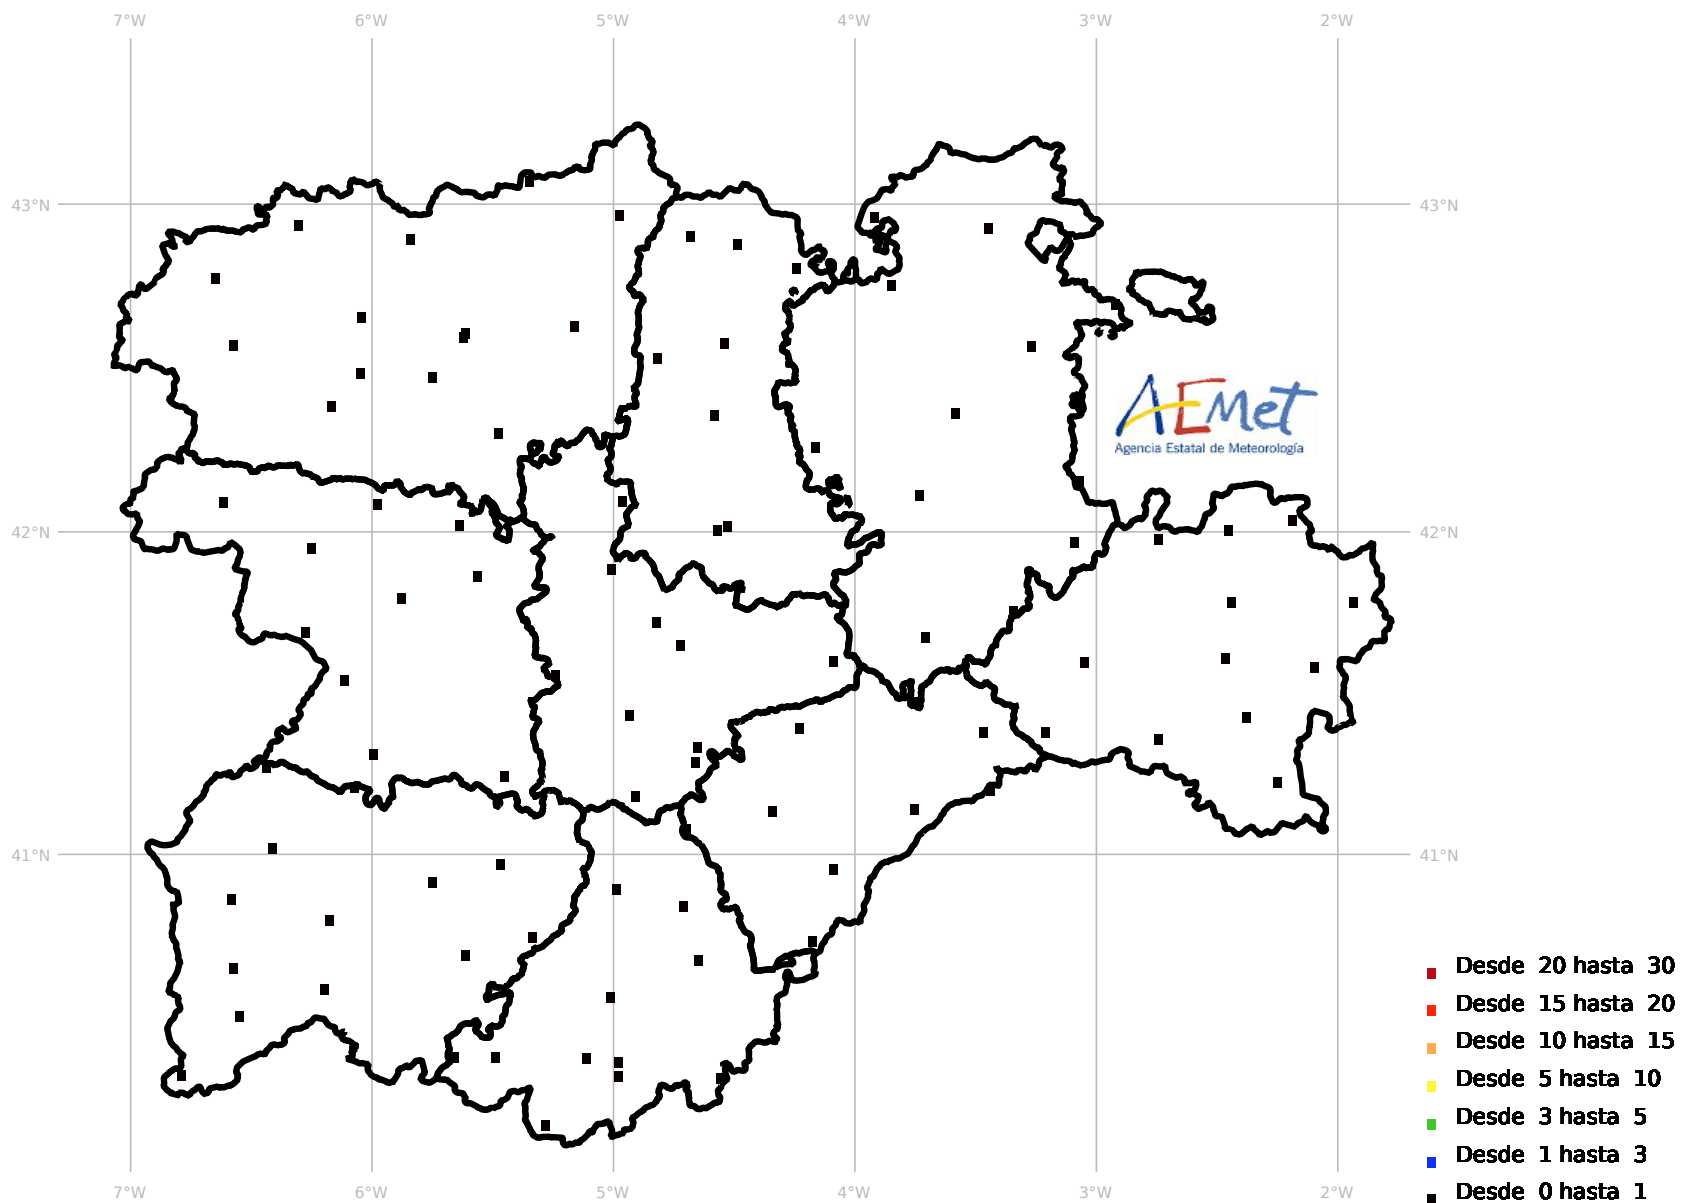 7°W 6°W 5°W 4°W 3°W 2°W
43°N 43°N
AEMet
Agencia Estatal de Meteorología
42°N 42°N
41°N 41°N
Desde 20 hasta 30
Desde 15 hasta 20
Desde 10 hasta 15
Desde 5 hasta 10
Desde 3 hasta 5
Desde 1 hasta 3
Desde 0 hasta 1
7°W 6°W 5°W 4°W 3°W 2°W